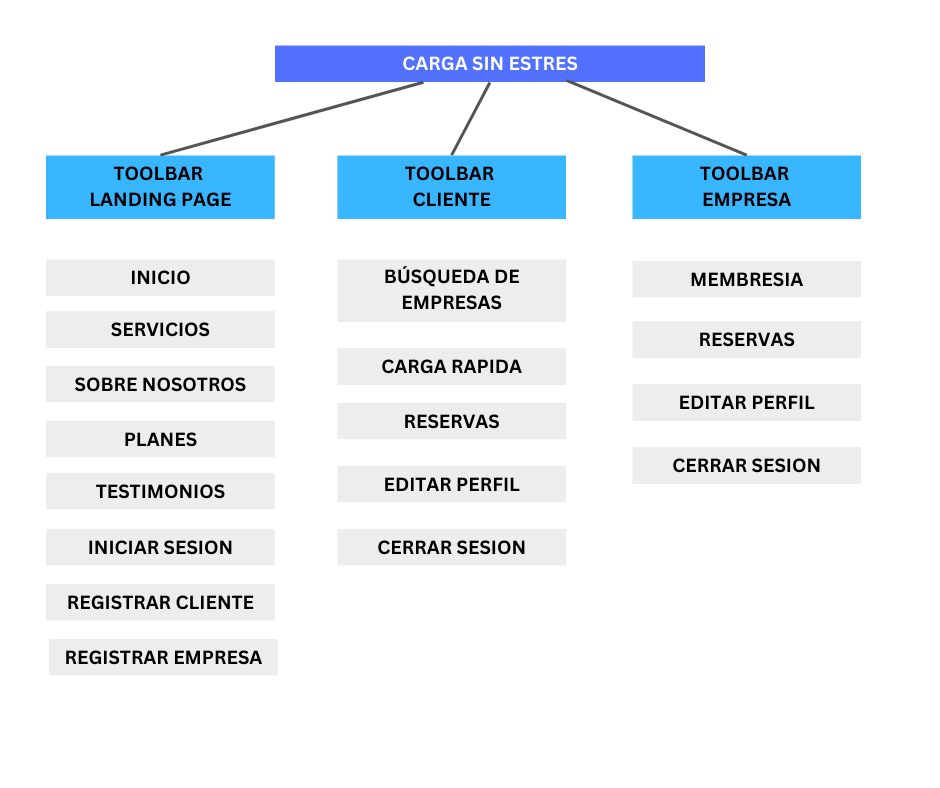 CARGA SIN ESTRES
TOOLBAR
LANDING PAGE
INICIO
SERVICIOS
SOBRE NOSOTROS
PLANES
TESTIMONIOS
INICIAR SESION
REGISTRAR CLIENTE
REGISTRAR EMPRESA
TOOLBAR
CLIENTE
BÚSQUEDA DE
EMPRESAS
CARGA RAPIDA
RESERVAS
EDITAR PERFIL
CERRAR SESION
TOOLBAR
EMPRESA
MEMBRESIA
RESERVAS
EDITAR PERFIL
CERRAR SESION